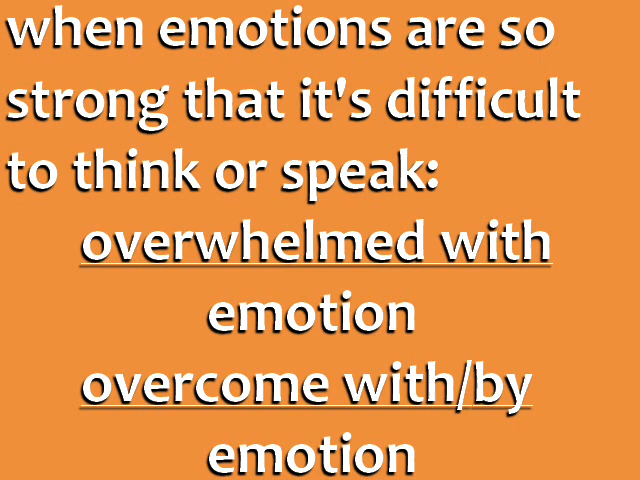 when emotions are so
strong that it's difficult
to think or speak:
overwhelmed with
emotion
overcome with/by
emotion